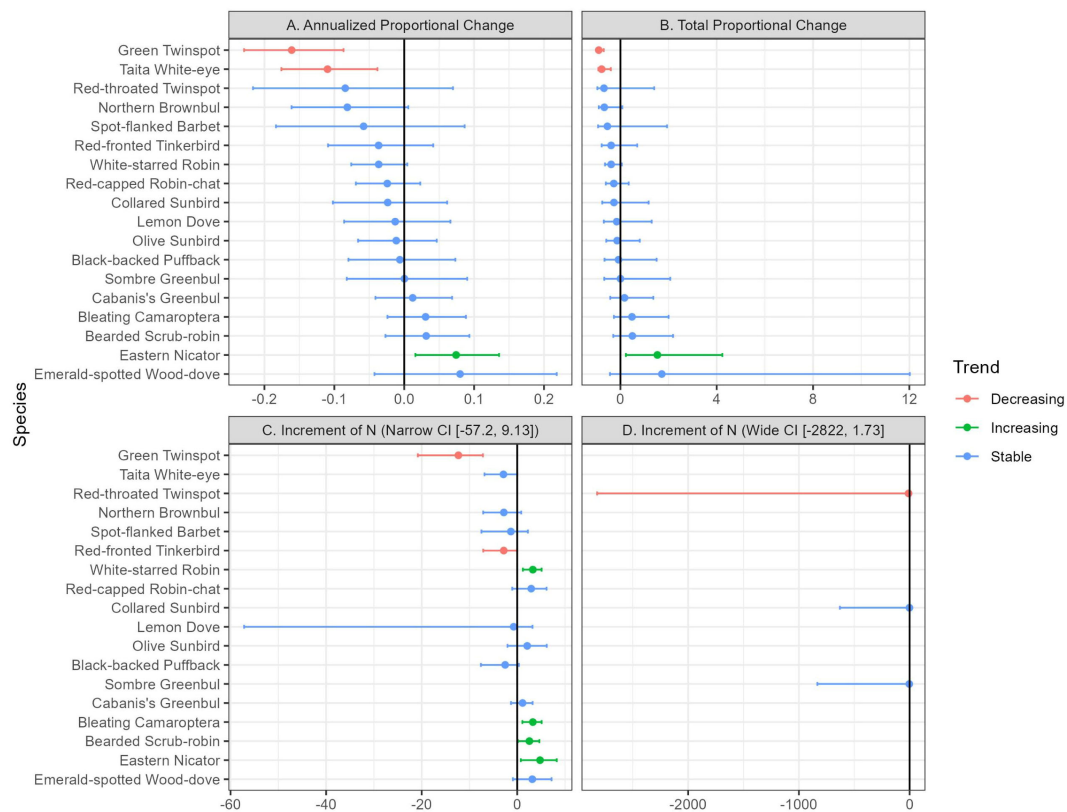 A. Annualized Proportional Change
B. Total Proportional Change
Green Twinspot
Taita White-eye
Red-throated Twinspot
Northern Brownbul
Spot-flanked Barbet
Red-fronted Tinkerbird
White-starred Robin
Red-capped Robin-chat
Collared Sunbird
Lemon Dove
Olive Sunbird
Black-backed Puffback
Sombre Greenbul
Cabanis's Greenbul
Bleating Camaroptera
Bearded Scrub-robin
Eastern Nicator
Emerald-spotted Wood-dove
-0.2 -0.1 0.0 0.1 0.2
0 4 8 12
Species
C. Increment of N (Narrow CI [-57.2, 9.13])
D. Increment of N (Wide CI [-2822, 1.73]
Green Twinspot
Taita White-eye
Red-throated Twinspot
Northern Brownbul
Spot-flanked Barbet
Red-fronted Tinkerbird
White-starred Robin
Red-capped Robin-chat
Collared Sunbird
Lemon Dove
Olive Sunbird
Black-backed Puffback
Sombre Greenbul
Cabanis's Greenbul
Bleating Camaroptera
Bearded Scrub-robin
Eastern Nicator
Emerald-spotted Wood-dove
-60 -40 -20 0
-2000 -1000 0
Trend
Decreasing
Increasing
Stable